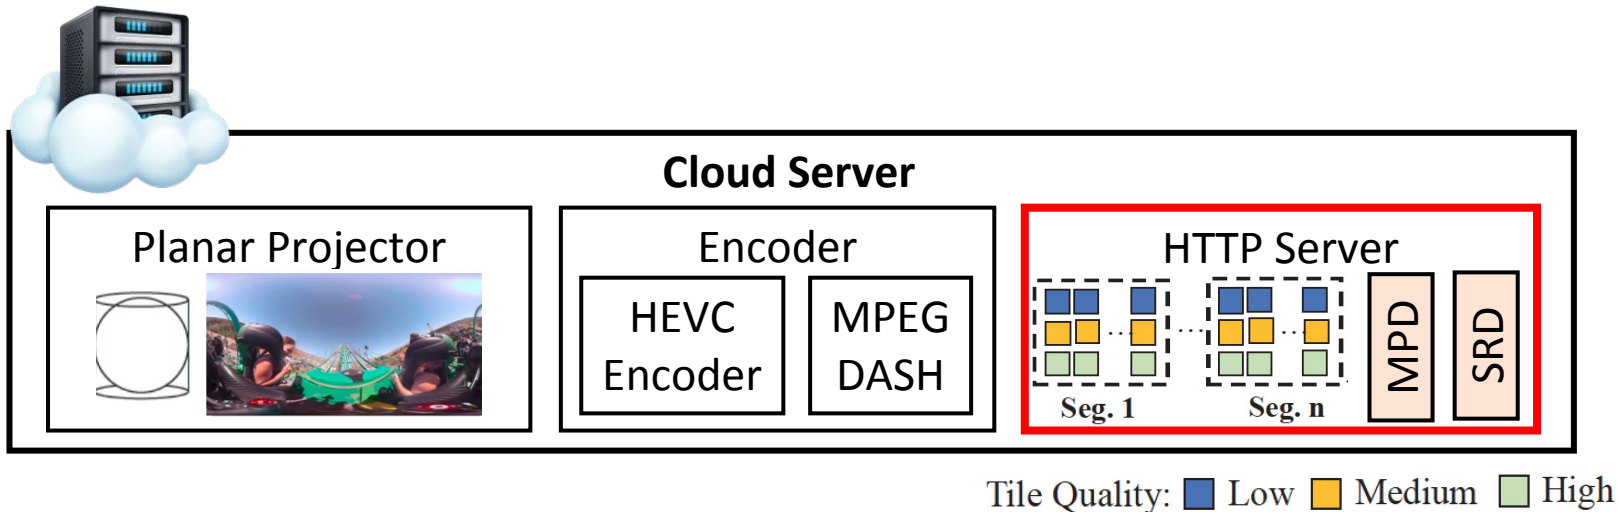 Cloud Server
Planar Projector
Encoder
HEVC
Encoder
MPEG
DASH
HTTP Server
... ... ...
Seg. 1
Seg. n
MPD
SRD
Tile Quality: Low Medium High